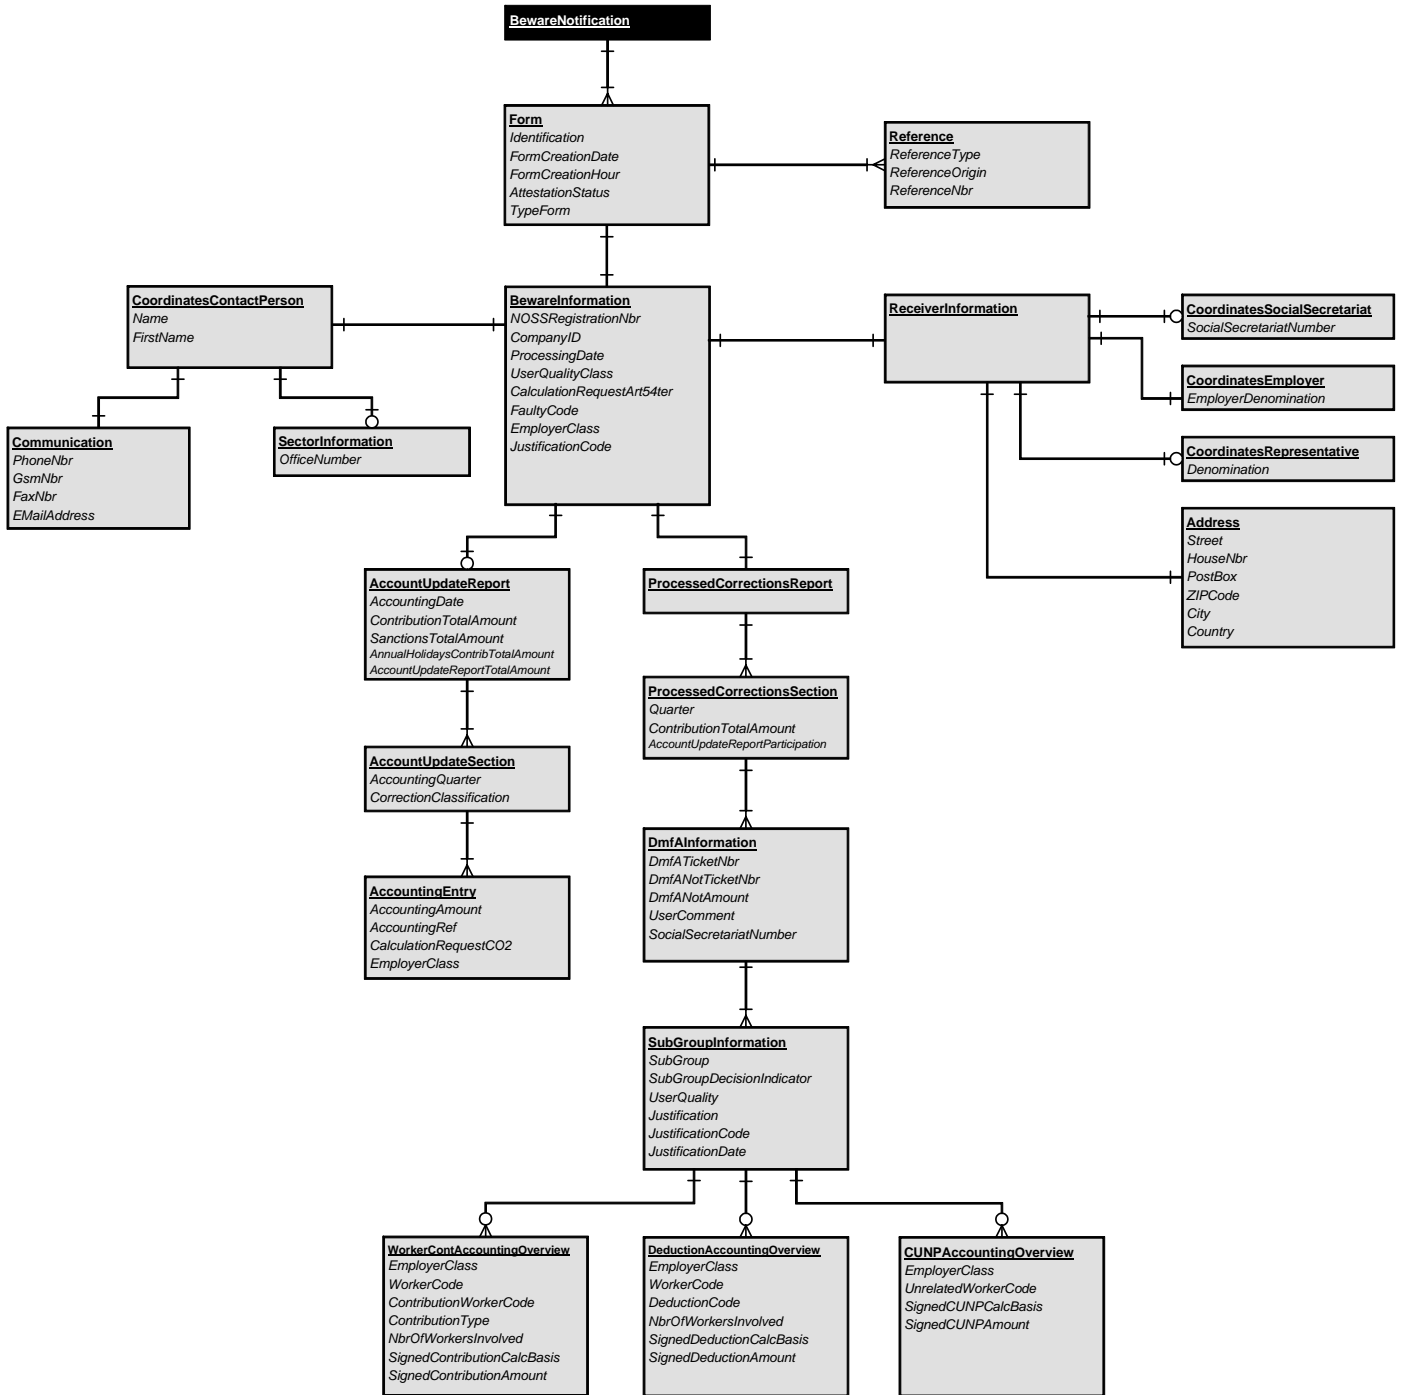 BewareNotification
Form
Identification
FormCreationDate
FormCreationHour
AttestationStatus
TypeForm
Reference
ReferenceType
ReferenceOrigin
ReferenceNbr
CoordinatesContactPerson
Name
FirstName
BewareInformation
NOSSRegistrationNbr
CompanyID
ProcessingDate
UserQualityClass
CalculationRequestArt54ter
FaultyCode
EmployerClass
JustificationCode
ReceiverInformation
CoordinatesSocialSecretariat
SocialSecretariatNumber
CoordinatesEmployer
EmployerDenomination
CoordinatesRepresentative
Denomination
Address
Street
HouseNbr
PostBox
ZIPCode
City
Country
Communication
PhoneNbr
GsmNbr
FaxNbr
EMailAddress
SectorInformation
OfficeNumber
AccountUpdateReport
AccountingDate
ContributionTotalAmount
SanctionsTotalAmount
AnnualHolidaysContribTotalAmount
AccountUpdateReportTotalAmount
ProcessedCorrectionsReport
ProcessedCorrectionsSection
Quarter
ContributionTotalAmount
AccountUpdateReportParticipation
AccountUpdateSection
AccountingQuarter
CorrectionClassification
AccountingEntry
AccountingAmount
AccountingRef
CalculationRequestCO2
EmployerClass
DmfAInformation
DmfATicketNbr
DmfANotTicketNbr
DmfANotAmount
UserComment
SocialSecretariatNumber
SubGroupInformation
SubGroup
SubGroupDecisionIndicator
UserQuality
Justification
JustificationCode
JustificationDate
WorkerContAccountingOverview
EmployerClass
WorkerCode
ContributionWorkerCode
ContributionType
NbrOfWorkersInvolved
SignedContributionCalcBasis
SignedContributionAmount
DeductionAccountingOverview
EmployerClass
WorkerCode
DeductionCode
NbrOfWorkersInvolved
SignedDeductionCalcBasis
SignedDeductionAmount
CUNPAccountingOverview
EmployerClass
UnrelatedWorkerCode
SignedCUNPCalcBasis
SignedCUNPAmount